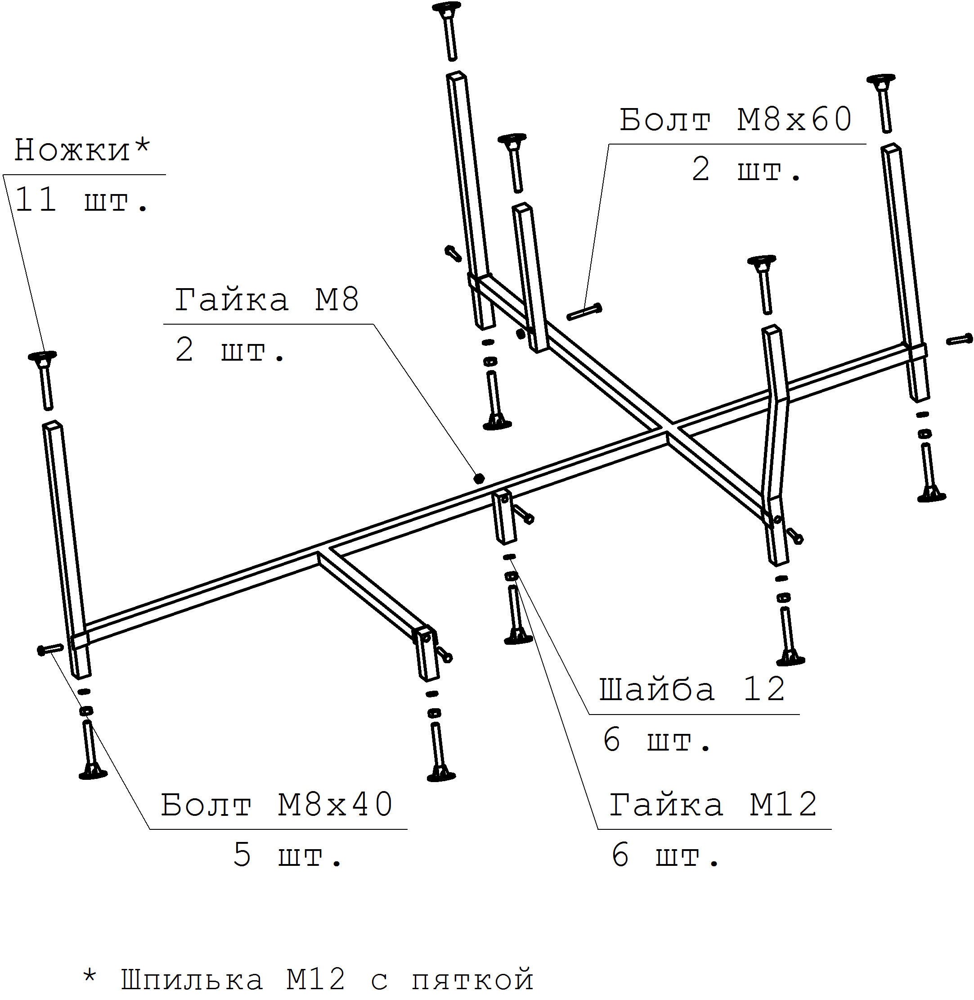 Болт М8х60
2 шт.
Ножки*
11 шт.
Гайка М8
2 шт.
Шайба 12
6 шт.
Болт М8х40
5 шт.
Гайка М12
6 шт.
* Шпилька М12 с пяткой